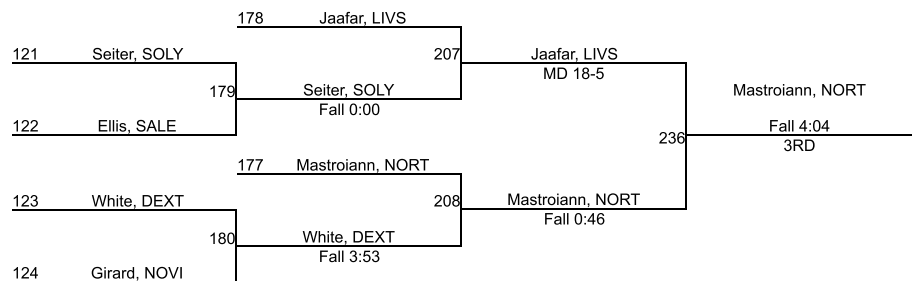 178 Jaafar, LIVS
121 Seiter, SOLY
207 Jaafar, LIVS
MD 18-5
179 Seiter, SOLY
Fall 0:00
Mastroiann, NORT
122 Ellis, SALE
236 Fall 4:04
3RD
177 Mastroiann, NORT
123 White, DEXT
208 Mastroiann, NORT
Fall 0:46
180 White, DEXT
Fall 3:53
124 Girard, NOVI